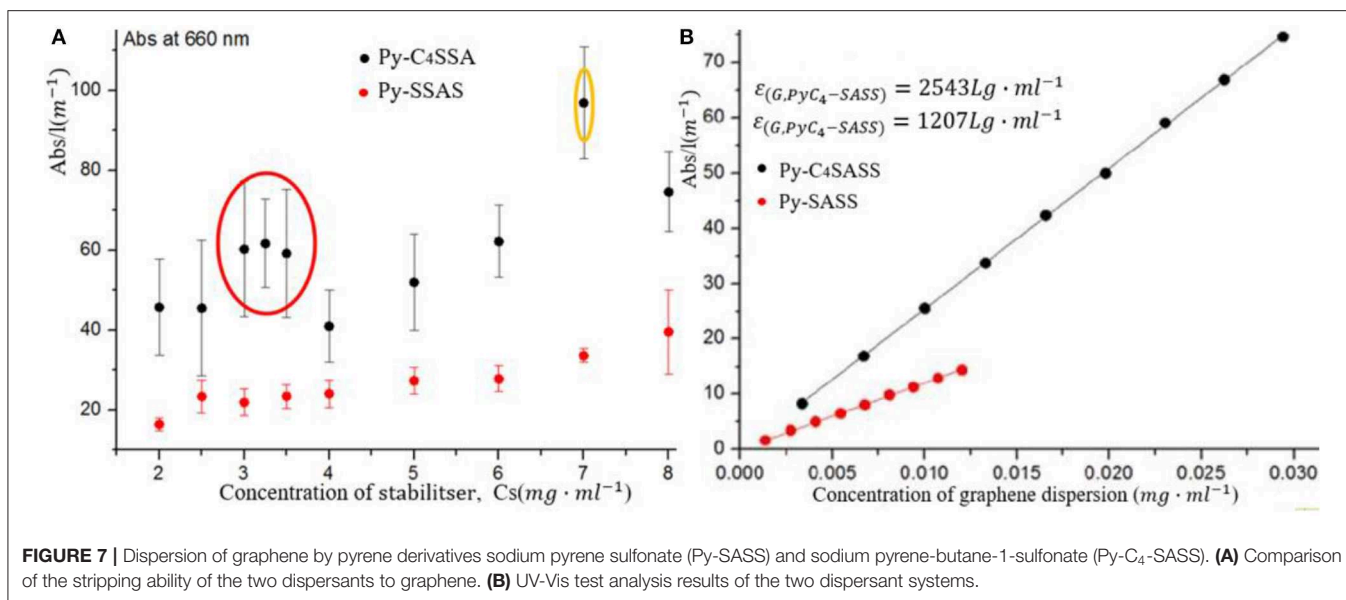 A
Abs at 660 nm
Py-C₄SSA
Py-SSAS
Abs/l(m⁻¹)
100
80
60
40
20
2 3 4 5 6 7 8
Concentration of stabilitser, Cs(mg · ml⁻¹)
B
ε(G,PyC₄−SASS) = 2543Lg · ml⁻¹
ε(G,PyC₄−SASS) = 1207Lg · ml⁻¹
Py-C₄SASS
Py-SASS
Abs/l(m⁻¹)
70
60
50
40
30
20
10
0
0.000 0.005 0.010 0.015 0.020 0.025 0.030
Concentration of graphene dispersion (mg · ml⁻¹)
FIGURE 7 | Dispersion of graphene by pyrene derivatives sodium pyrene sulfonate (Py-SASS) and sodium pyrene-butane-1-sulfonate (Py-C₄-SASS). (A) Comparison
of the stripping ability of the two dispersants to graphene. (B) UV-Vis test analysis results of the two dispersant systems.